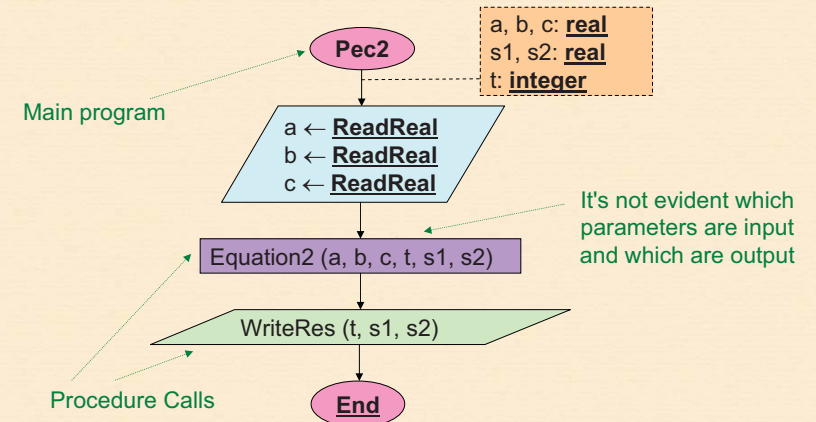 Pec2
a, b, c: real
s1, s2: real
t: integer
Main program
a ← ReadReal
b ← ReadReal
c ← ReadReal
It's not evident which
parameters are input
and which are output
Equation2 (a, b, c, t, s1, s2)
WriteRes (t, s1, s2)
Procedure Calls
End